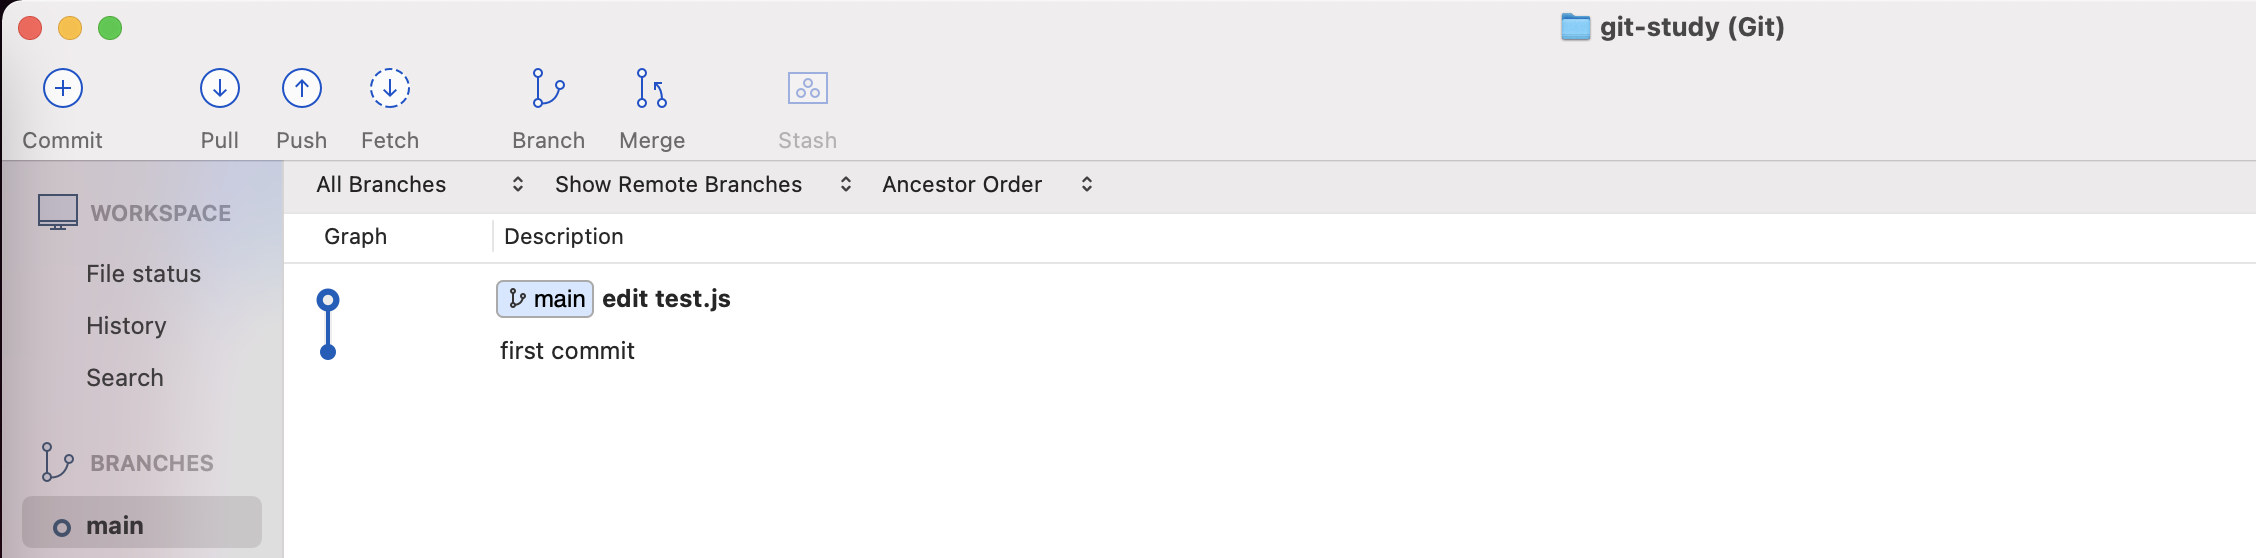 git-study (Git)
Commit Pull Push Fetch Branch Merge Stash
All Branches Show Remote Branches Ancestor Order
WORKSPACE
Graph Description
File status
main edit test.js
History
first commit
Search
BRANCHES
main